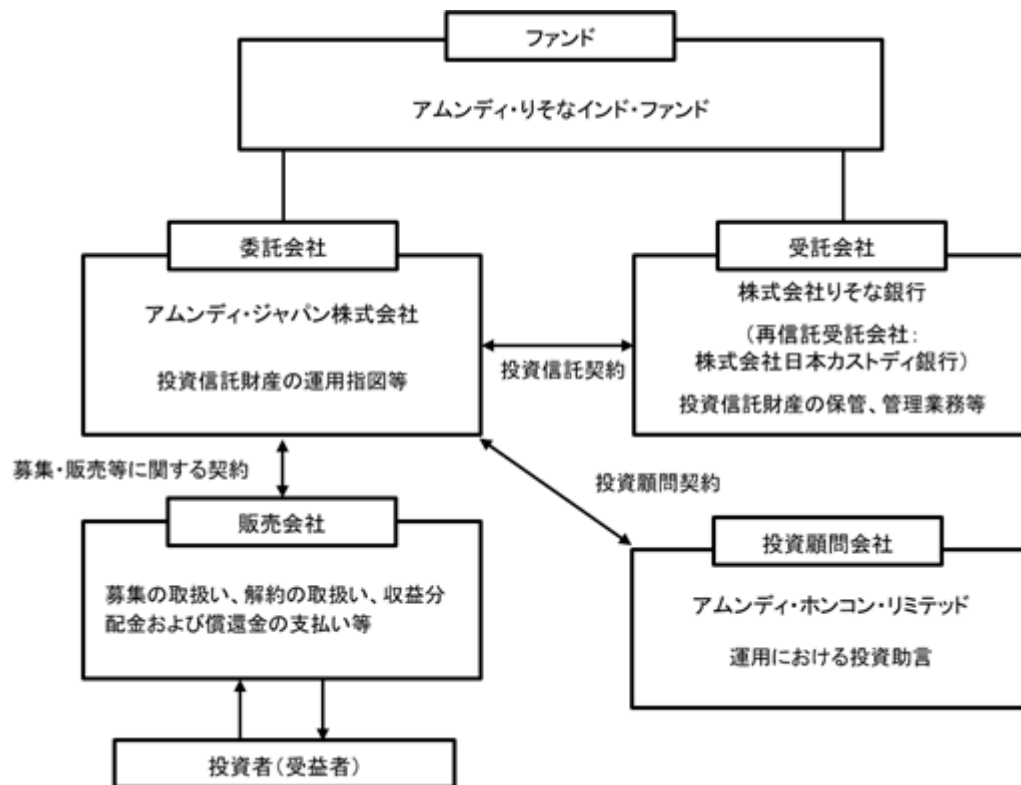 ファンド
アムンディ・りそなインド・ファンド
委託会社
アムンディ・ジャパン株式会社
投資信託財産の運用指図等
投資信託契約
受託会社
株式会社りそな銀行
（再信託受託会社：
株式会社日本カストディ銀行）
投資信託財産の保管、管理業務等
募集・販売等に関する契約
投資顧問契約
販売会社
募集の取扱い、解約の取扱い、収益分
配金および償還金の支払い等
投資顧問会社
アムンディ・ホンコン・リミテッド
運用における投資助言
投資者（受益者）